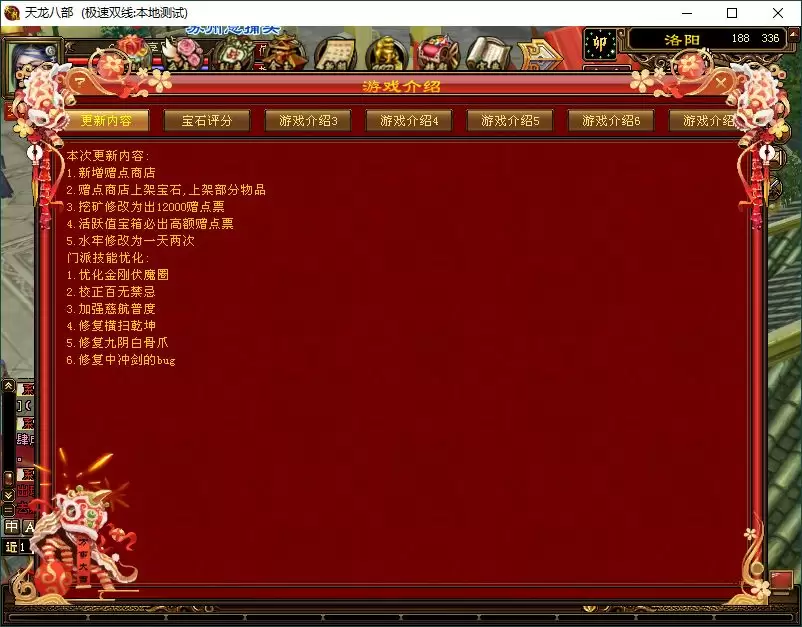 天龙八部 (极速双线:本地测试)
洛阳 188 336
卯
游戏介绍
更新内容 宝石评分 游戏介绍3 游戏介绍4 游戏介绍5 游戏介绍6 游戏介绍
本次更新内容:
1.新增赠点商店
2.赠点商店上架宝石,上架部分物品
3.挖矿修改为出12000赠点票
4.活跃值宝箱必出高额赠点票
5.水牢修改为一天两次
门派技能优化:
1.优化金刚伏魔圈
2.校正百无禁忌
3.加强慈航普度
4.修复横扫乾坤
5.修复九阴白骨爪
6.修复中冲剑的bug
中 A
近1